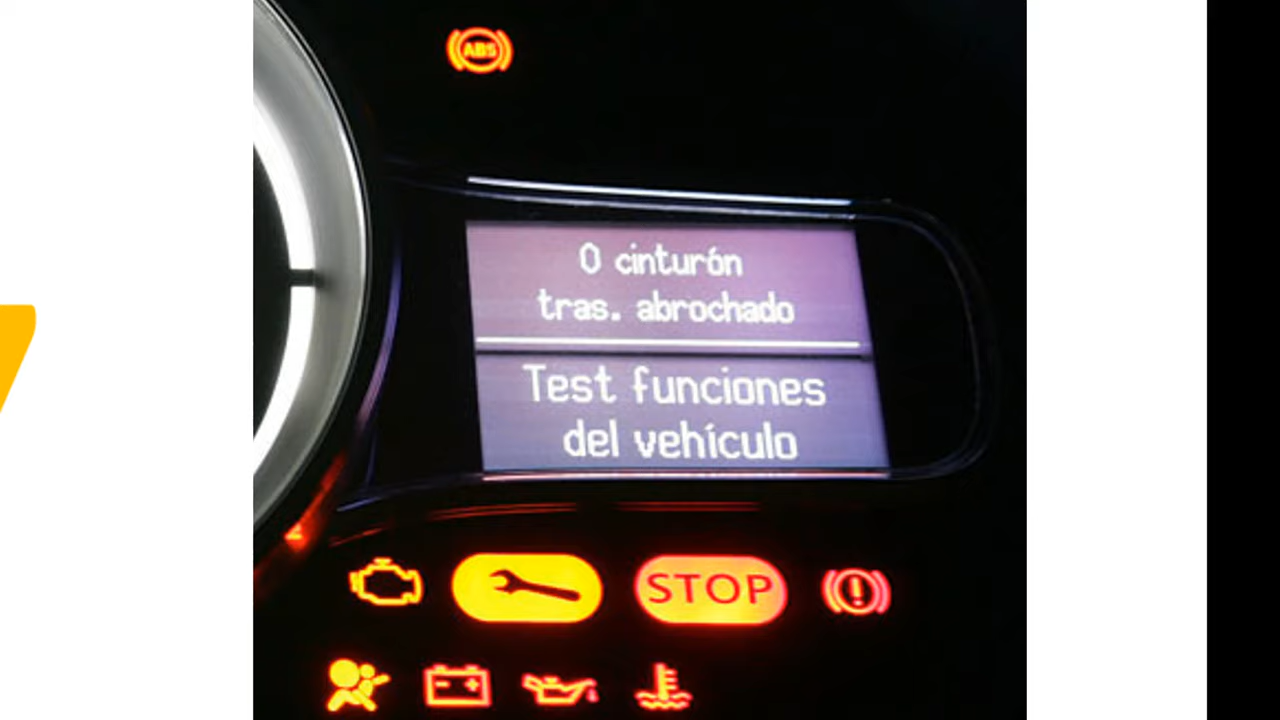 ABS
0 cinturón
tras. abrochado
Test funciones
del vehículo
STOP